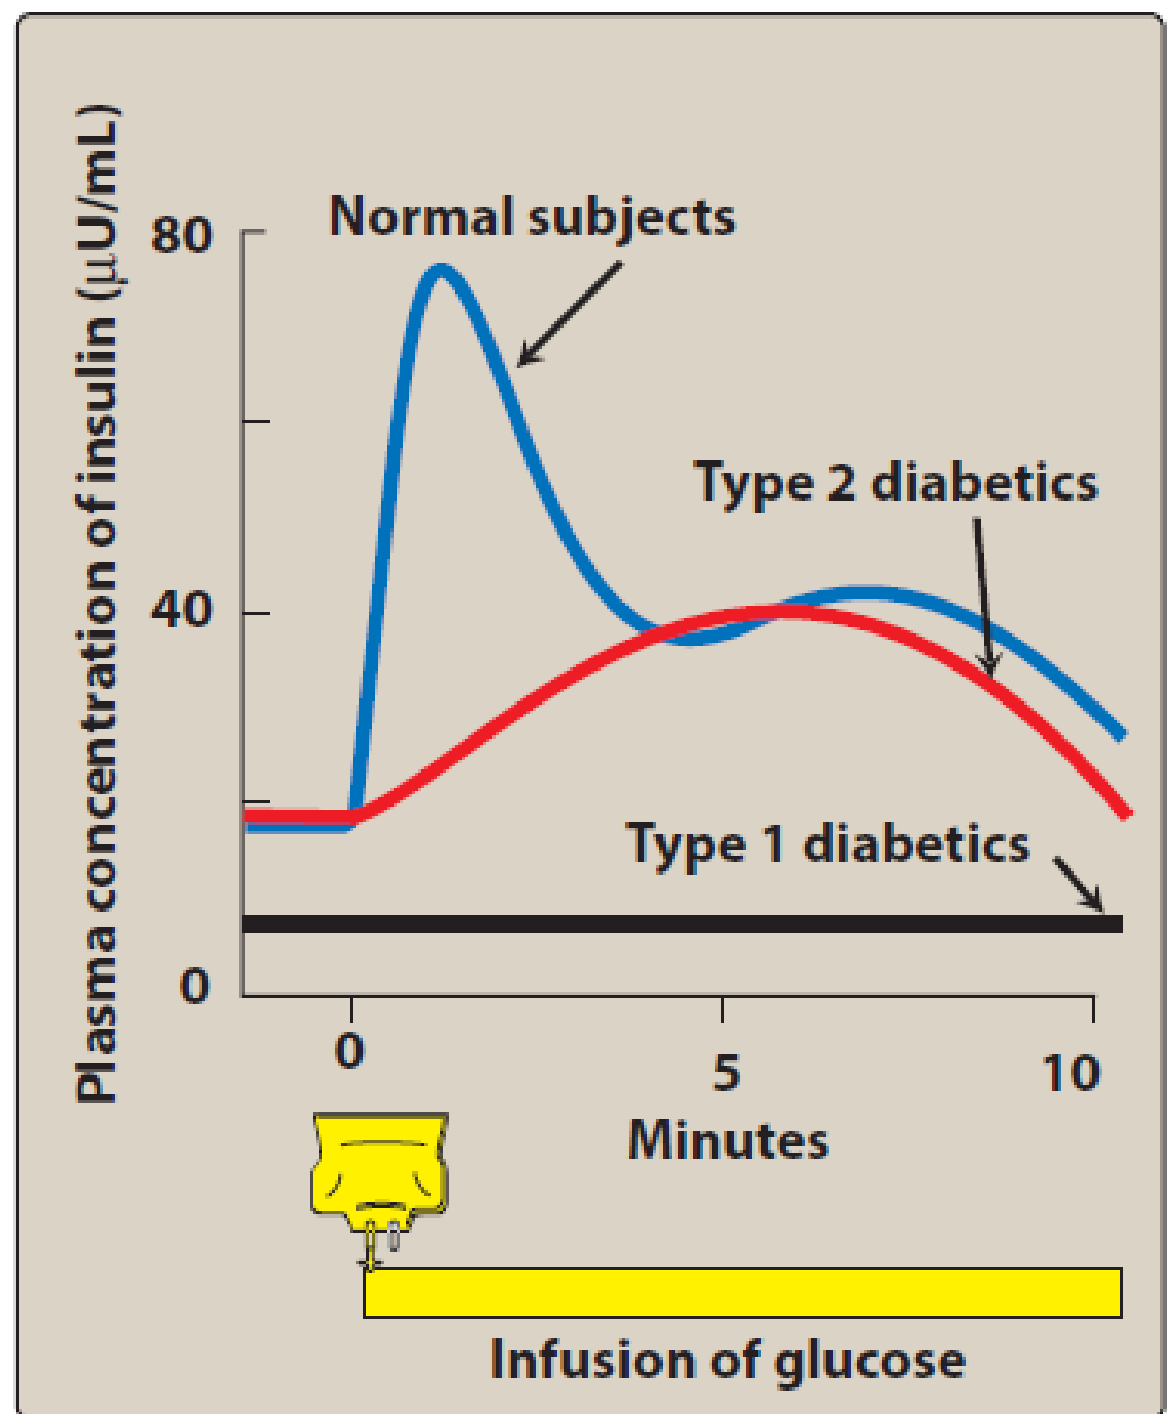 Plasma concentration of insulin (μU/mL)
80
40
0
Normal subjects
Type 2 diabetics
Type 1 diabetics
0
5
10
Minutes
Infusion of glucose